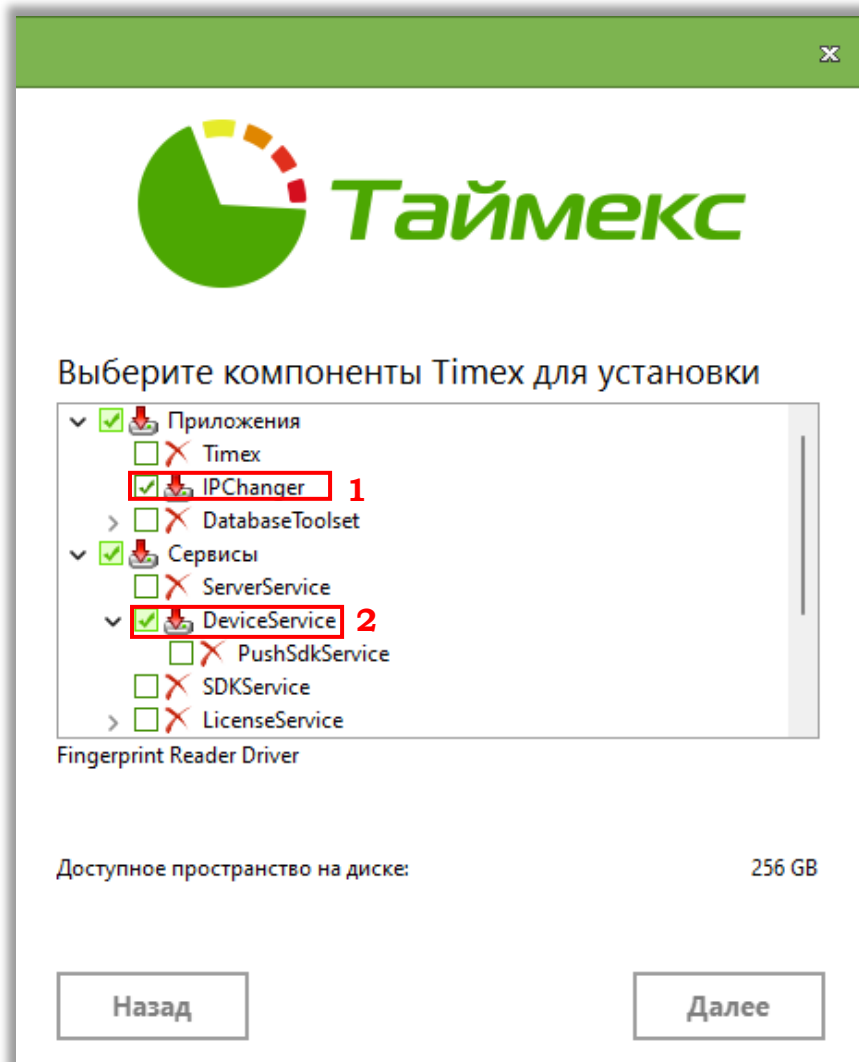 x
Таймекс
Выберите компоненты Timex для установки
Приложения
Timex
IPChanger 1
DatabaseToolset
Сервисы
ServerService
DeviceService 2
PushSdkService
SDKService
LicenseService
Fingerprint Reader Driver
Доступное пространство на диске: 256 GB
Назад Далее